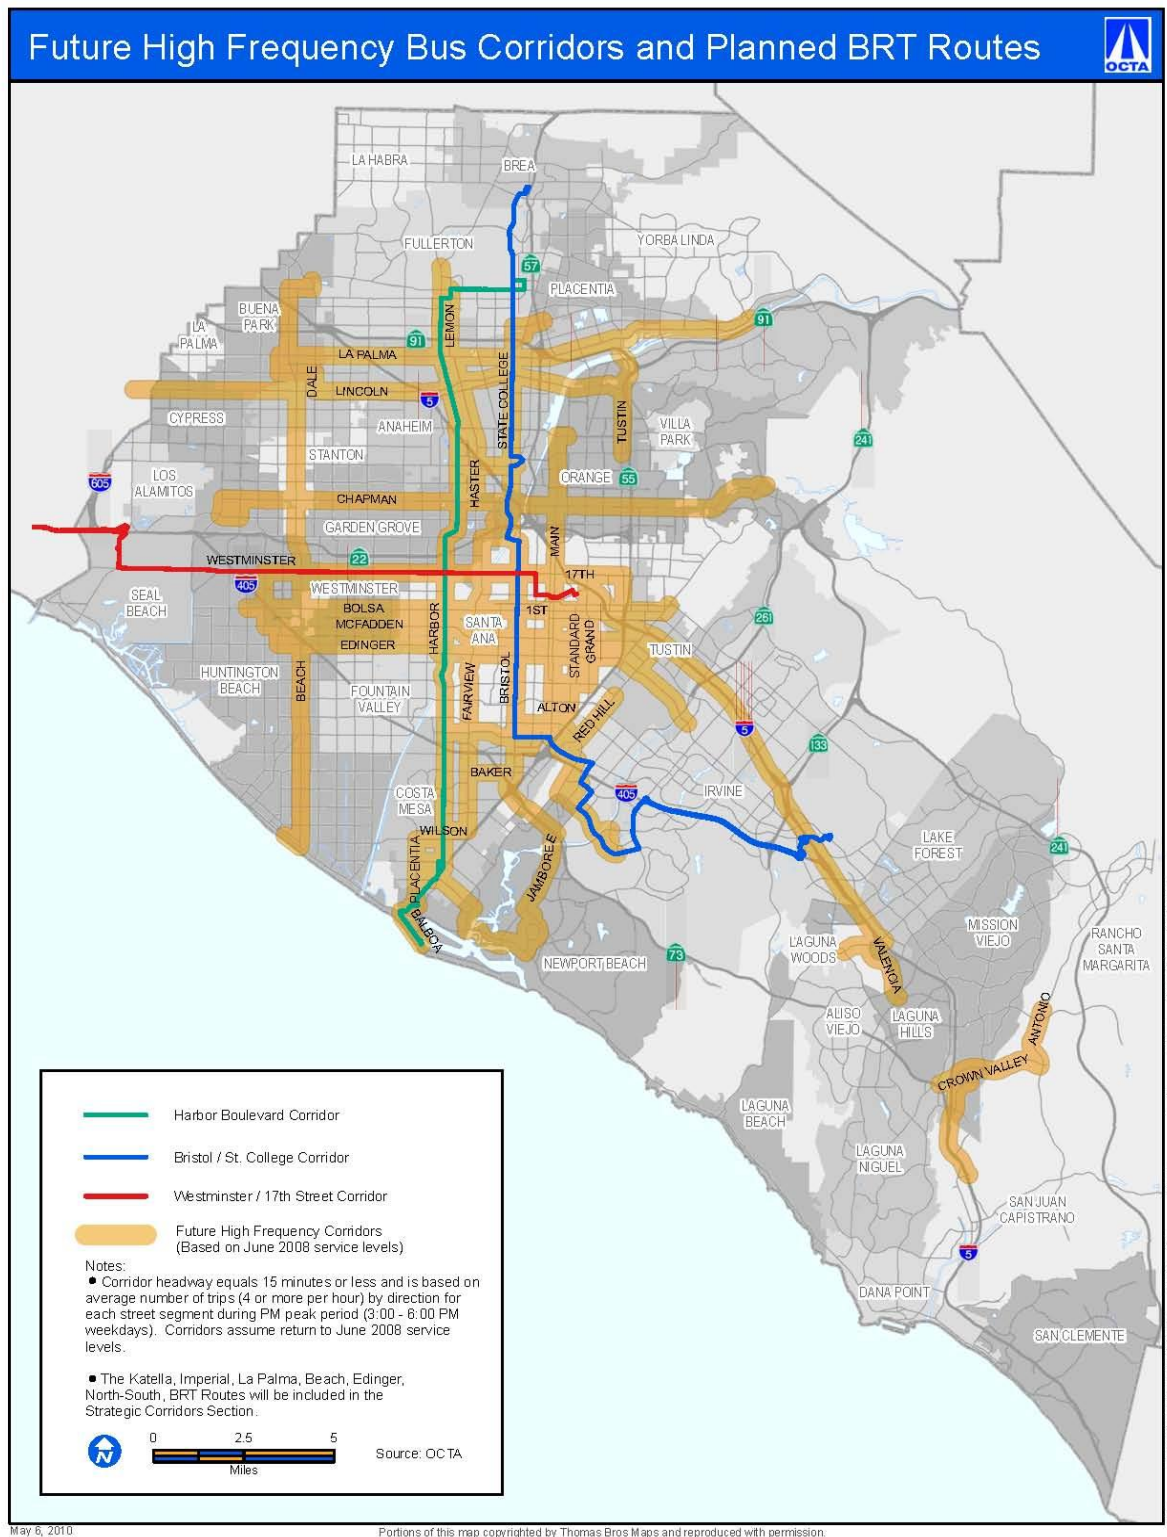 Future High Frequency Bus Corridors and Planned BRT Routes
OCTA
LA HABRA
BREA
FULLERTON
YORBA LINDA
57
PLACENTIA
BUENA
PARK
LA
PALMA
91
LEMON
91
LA PALMA
DALE
LINCOLN
5
STATE COLLEGE
CYPRESS
ANAHEIM
TUSTIN
VILLA
PARK
241
STANTON
LOS
ALAMITOS
605
HASTER
ORANGE
55
CHAPMAN
GARDEN GROVE
MAIN
WESTMINSTER
22
405
WESTMINSTER
17TH
SEAL
BEACH
BOLSA
MCFADDEN
EDINGER
HARBOR
SANTA
ANA
1ST
STANDARD
GRAND
261
TUSTIN
HUNTINGTON
BEACH
BEACH
FOUNTAIN
VALLEY
FAIRVIEW
BRISTOL
ALTON
RED HILL
5
133
BAKER
COSTA
MESA
405
IRVINE
WILSON
PLACENTIA
JAMBOREE
LAKE
FOREST
241
BALBOA
MISSION
VIEJO
RANCHO
SANTA
MARGARITA
LAGUNA
WOODS
VALENCIA
NEWPORT BEACH
73
ALISO
VIEJO
LAGUNA
HILLS
ANTONIO
CROWN VALLEY
LAGUNA
BEACH
LAGUNA
NIGUEL
SAN JUAN
CAPISTRANO
5
DANA POINT
SAN CLEMENTE
Harbor Boulevard Corridor
Bristol / St. College Corridor
Westminster / 17th Street Corridor
Future High Frequency Corridors
(Based on June 2008 service levels)
Notes:
• Corridor headway equals 15 minutes or less and is based on
average number of trips (4 or more per hour) by direction for
each street segment during PM peak period (3:00 - 6:00 PM
weekdays). Corridors assume return to June 2008 service
levels.
• The Katella, Imperial, La Palma, Beach, Edinger,
North-South, BRT Routes will be included in the
Strategic Corridors Section.
N
0 2.5 5
Miles
Source: OCTA
May 6, 2010
Portions of this map copyrighted by Thomas Bros Maps and reproduced with permission.